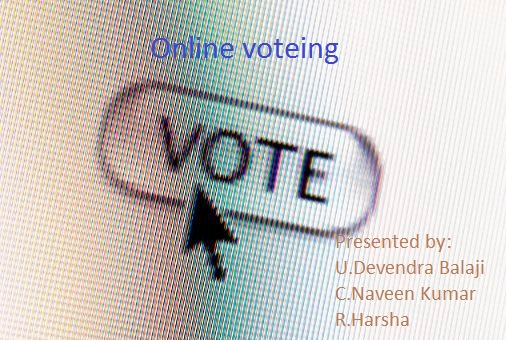 Online voteing
VOTE
Presented by:
U.Devendra Balaji
C.Naveen Kumar
R.Harsha